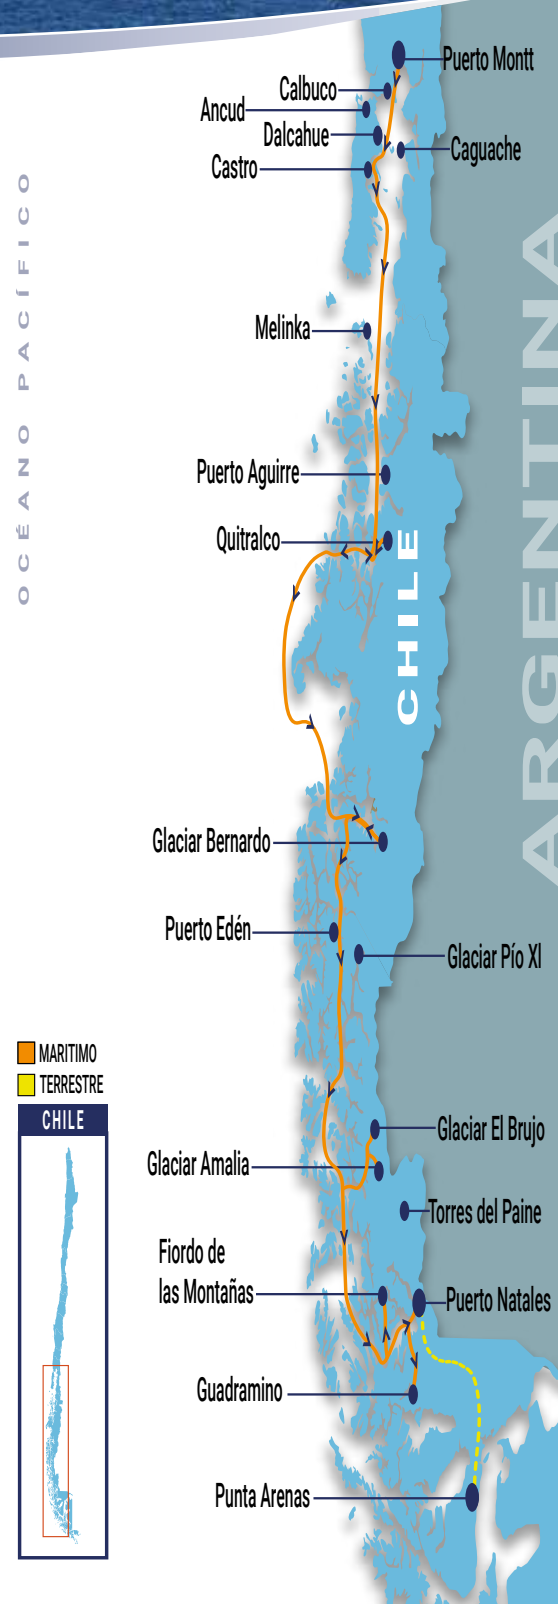 Puerto Montt
Calbuco
Ancud
Dalcahue
Caguache
Castro
OCÉANO PACÍFICO
ARGENTINA
Melinka
Puerto Aguirre
Quitralco
CHILE
Glaciar Bernardo
Puerto Edén
Glaciar Pío Xl
MARITIMO
TERRESTRE
CHILE
Glaciar El Brujo
Glaciar Amalia
Torres del Paine
Fiordo de
las Montañas
Puerto Natales
Guadramino
Punta Arenas